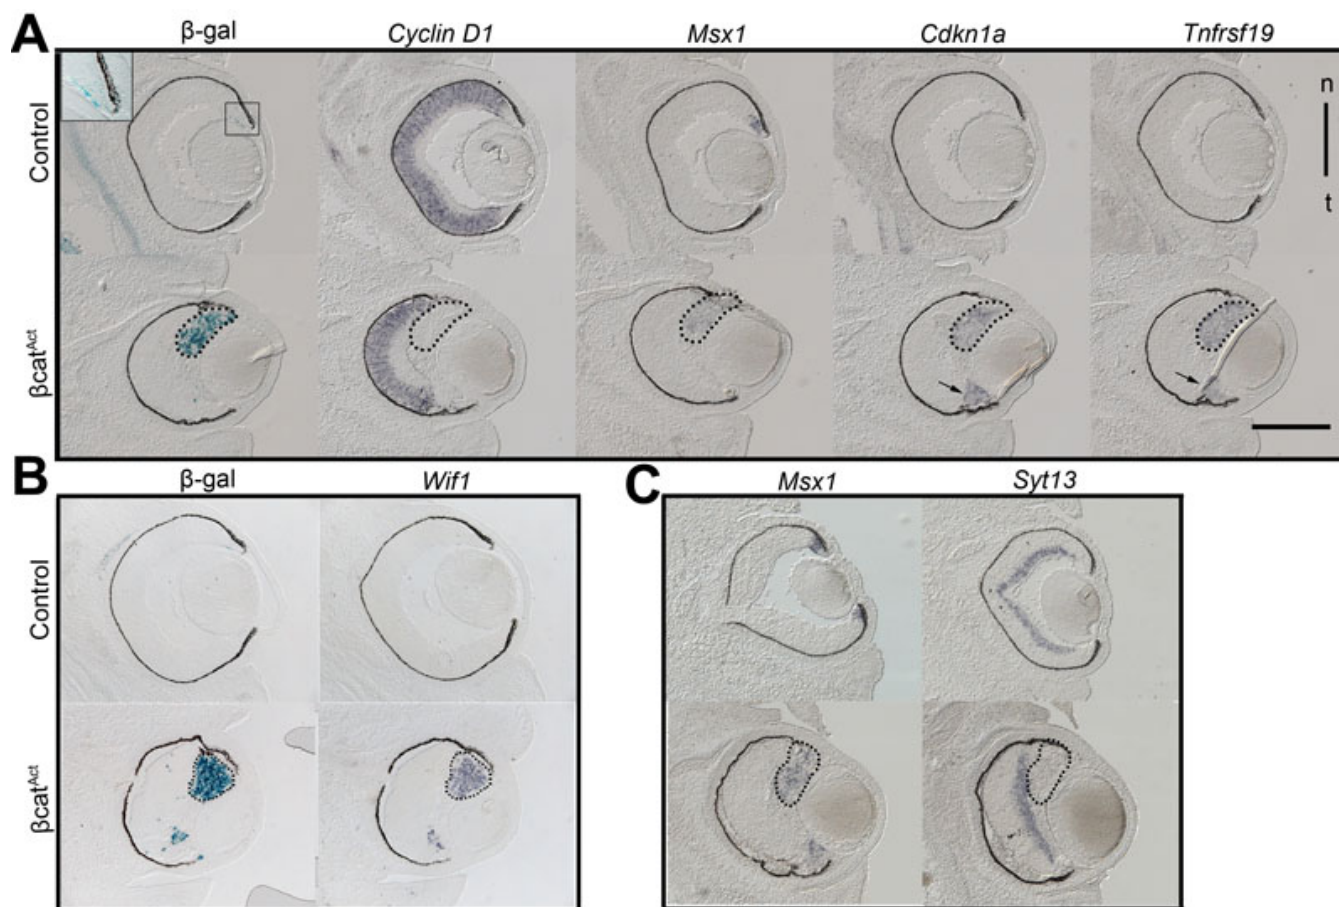 A
β-gal Cyclin D1 Msx1 Cdkn1a Tnfrsf19
Control
n
t
βcatAct
B
β-gal Wif1
Control
βcatAct
C
Msx1 Syt13